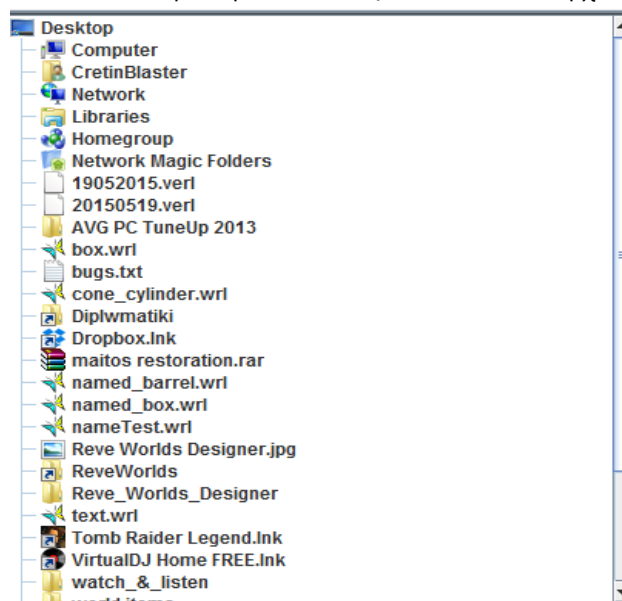 Desktop
Computer
CretinBlaster
Network
Libraries
Homegroup
Network Magic Folders
19052015.verl
20150519.verl
AVG PC TuneUp 2013
box.wrl
bugs.txt
cone_cylinder.wrl
Diplwmatiki
Dropbox.lnk
maitos restoration.rar
named_barrel.wrl
named_box.wrl
nameTest.wrl
Reve Worlds Designer.jpg
ReveWorlds
Reve_Worlds_Designer
text.wrl
Tomb Raider Legend.lnk
VirtualDJ Home FREE.lnk
watch_&_listen